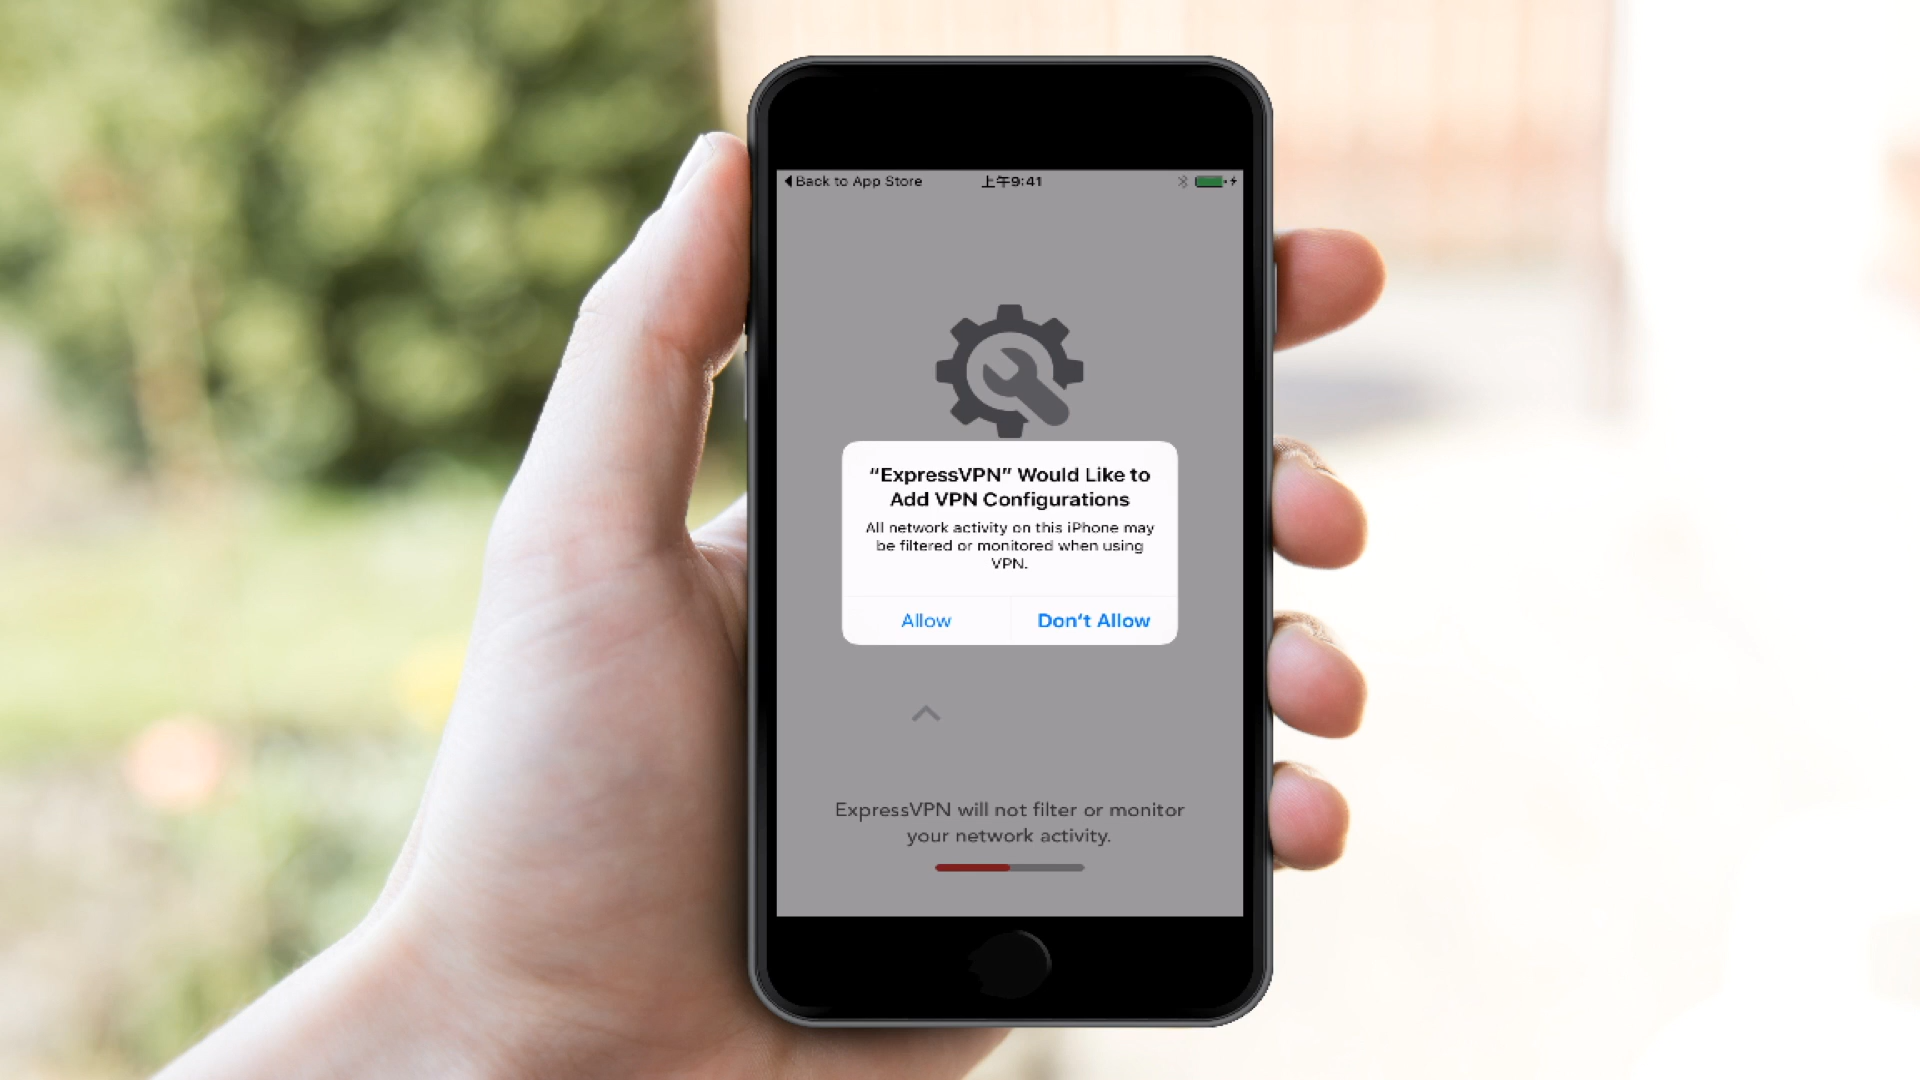 Back to App Store 上午9:41
“ExpressVPN” Would Like to
Add VPN Configurations
All network activity on this iPhone may
be filtered or monitored when using
VPN.
Allow Don’t Allow
ExpressVPN will not filter or monitor
your network activity.